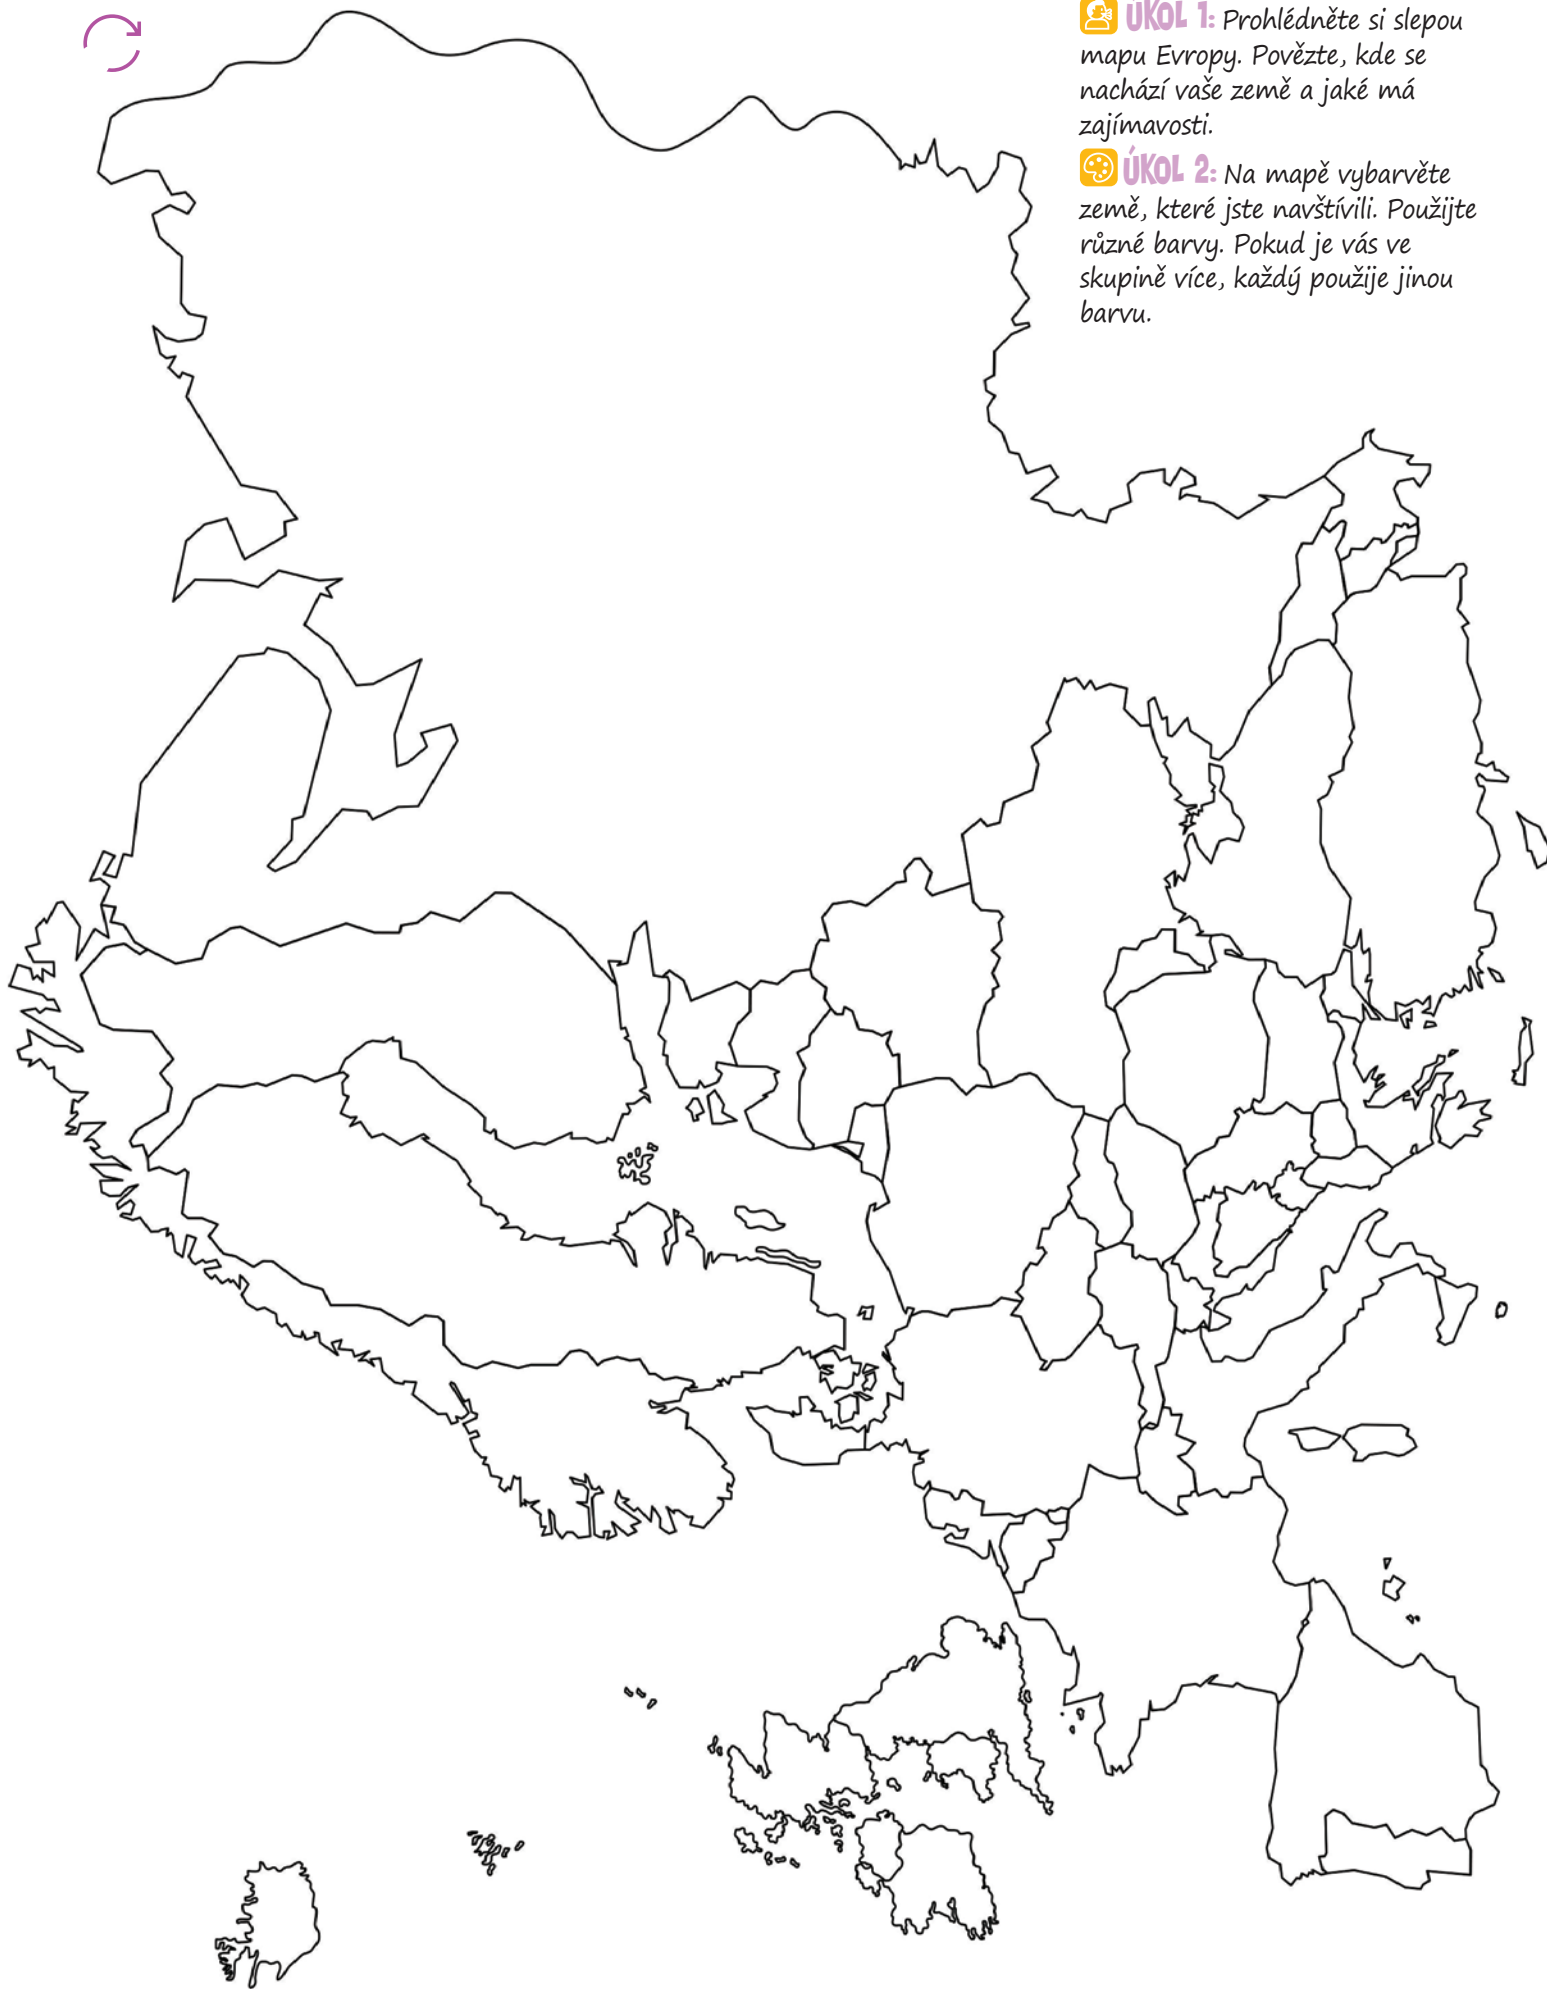 ÚKOL 1: Prohlédněte si slepou
mapu Evropy. Povězte, kde se
nachází vaše země a jaké má
zajímavosti.
ÚKOL 2: Na mapě vybarvěte
země, které jste navštívili. Použijte
různé barvy. Pokud je vás ve
skupině více, každý použije jinou
barvu.